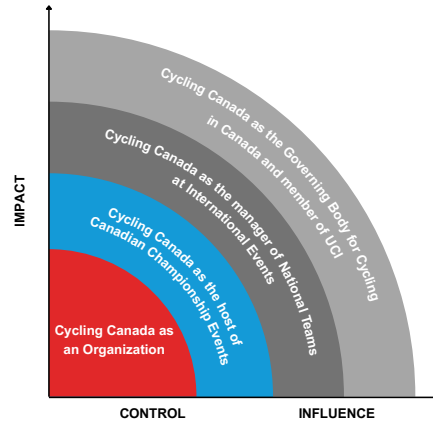 Cycling Canada as the Governing Body for Cycling
in Canada and member of UCI
Cycling Canada as the manager of National Teams
at International Events
Cycling Canada as the host of
Canadian Championship Events
Cycling Canada as
an Organization
IMPACT
CONTROL
INFLUENCE